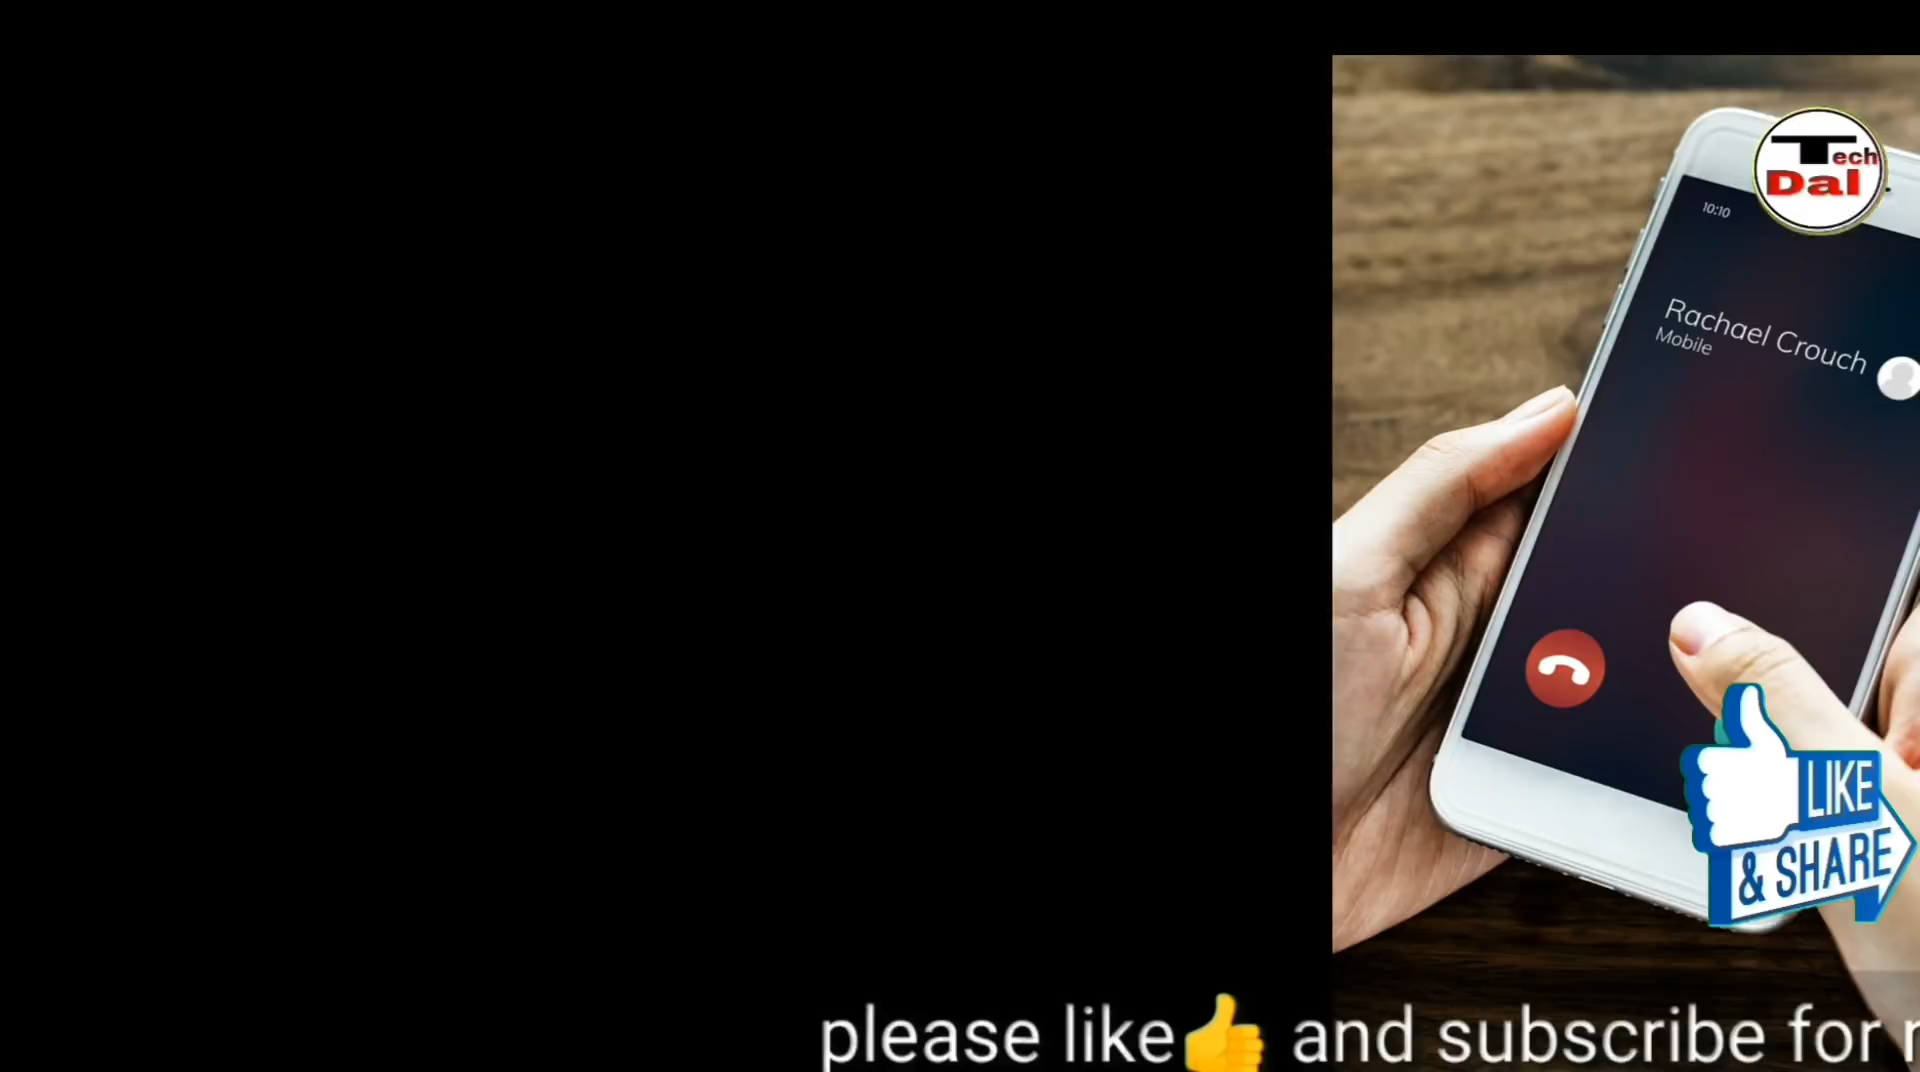 Tech
Dal
10:10
Rachael Crouch
Mobile
LIKE
& SHARE
please like👍 and subscribe for